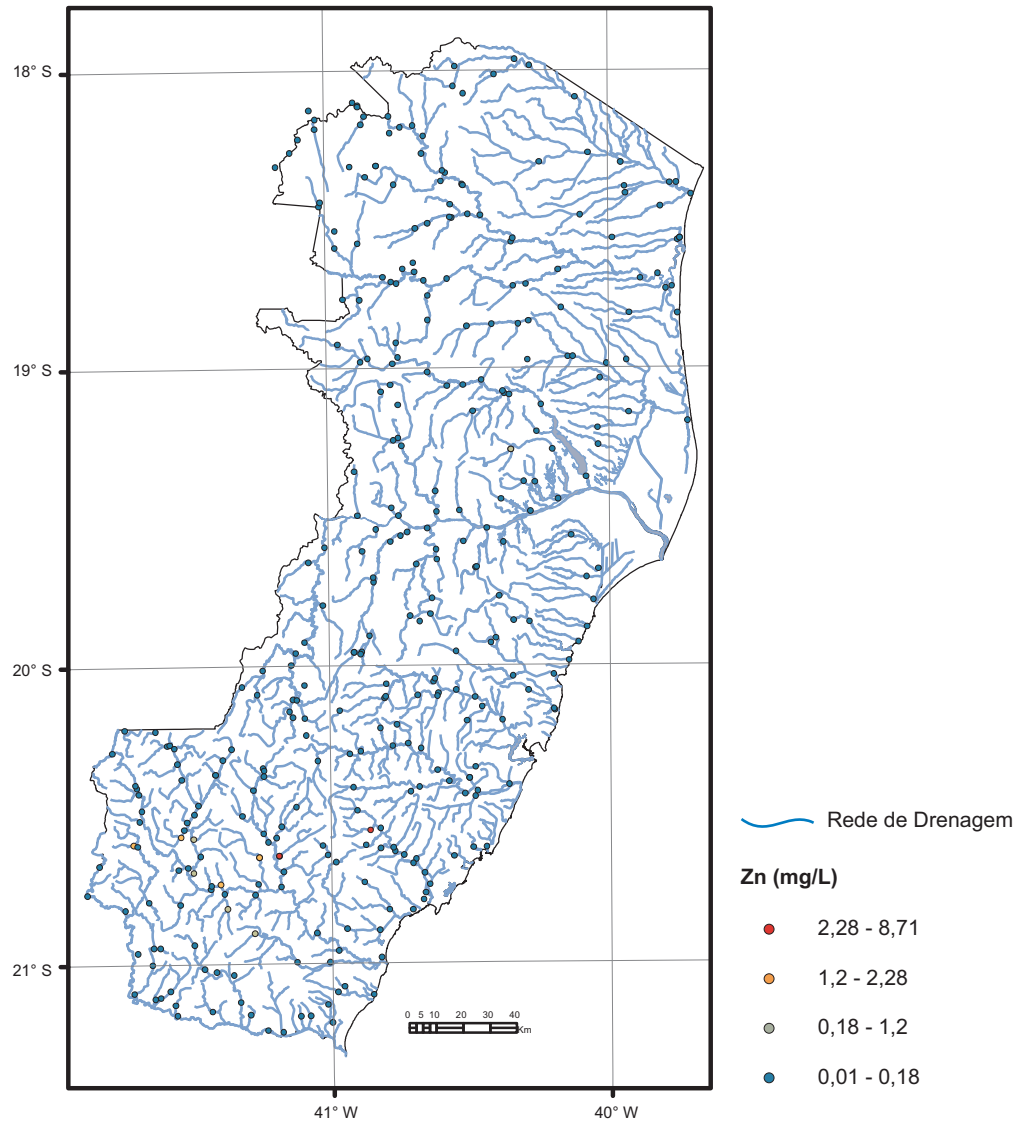 18° S
19° S
20° S
21° S
0 5 10 20 30 40
Km
41° W
40° W
Rede de Drenagem
Zn (mg/L)
2,28 - 8,71
1,2 - 2,28
0,18 - 1,2
0,01 - 0,18